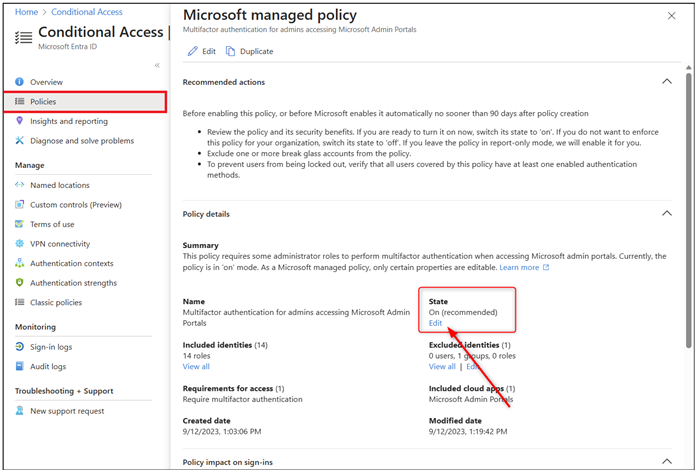 Home > Conditional Access >
Conditional Access |
Microsoft Entra ID
«
Overview
Policies
Insights and reporting
Diagnose and solve problems
Manage
Named locations
Custom controls (Preview)
Terms of use
VPN connectivity
Authentication contexts
Authentication strengths
Classic policies
Monitoring
Sign-in logs
Audit logs
Troubleshooting + Support
New support request
Microsoft managed policy
Multifactor authentication for admins accessing Microsoft Admin Portals
Edit Duplicate
Recommended actions
Before enabling this policy, or before Microsoft enables it automatically no sooner than 90 days after policy creation
• Review the policy and its security benefits. If you are ready to turn it on now, switch its state to 'on'. If you do not want to enforce
this policy for your organization, switch its state to 'off'. If you leave the policy in report-only mode, we will enable it for you.
• Exclude one or more break glass accounts from the policy.
• To prevent users from being locked out, verify that all users covered by this policy have at least one enabled authentication
methods.
Policy details
Summary
This policy requires some administrator roles to perform multifactor authentication when accessing Microsoft admin portals. Currently, the
policy is in 'on' mode. As a Microsoft managed policy, only certain properties are editable. Learn more
Name
Multifactor authentication for admins accessing Microsoft Admin
Portals
State
On (recommended)
Edit
Included identities (14)
14 roles
View all
Excluded identities (1)
0 users, 1 groups, 0 roles
View all | Edit
Requirements for access (1)
Require multifactor authentication
Included cloud apps (1)
Microsoft Admin Portals
Created date
9/12/2023, 1:03:06 PM
Modified date
9/12/2023, 1:19:42 PM
Policy impact on sign-ins